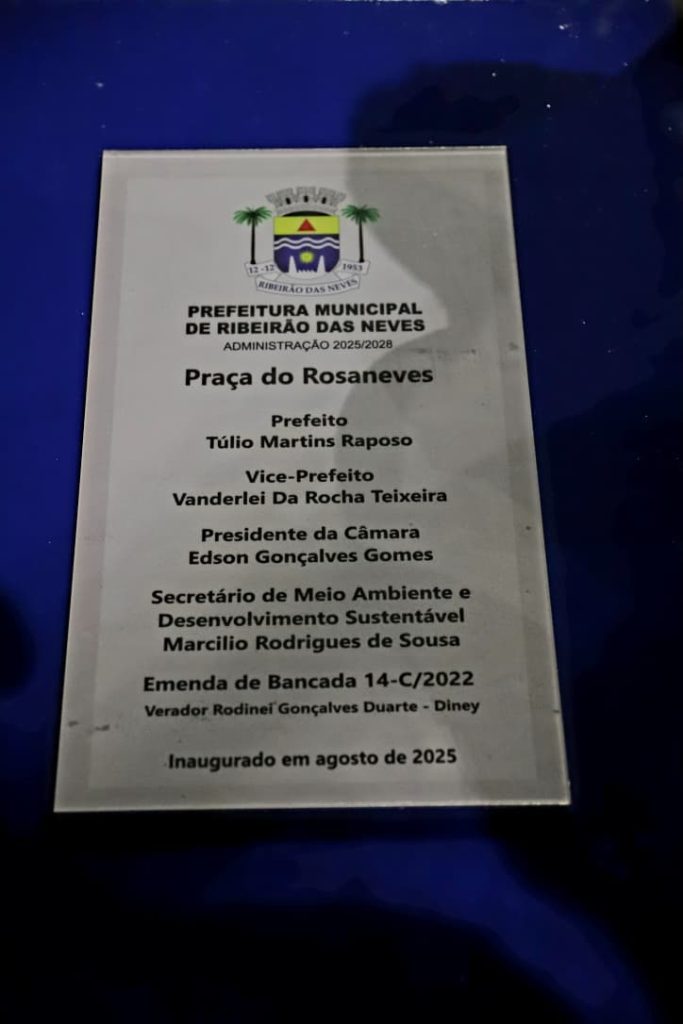 12-12
1953
RIBEIRÃO DAS NEVES
PREFEITURA MUNICIPAL
DE RIBEIRÃO DAS NEVES
ADMINISTRAÇÃO 2025/2028
Praça do Rosaneves
Prefeito
Túlio Martins Raposo
Vice-Prefeito
Vanderlei Da Rocha Teixeira
Presidente da Câmara
Edson Gonçalves Gomes
Secretário de Meio Ambiente e
Desenvolvimento Sustentável
Marcilio Rodrigues de Sousa
Emenda de Bancada 14-C/2022
Verador Rodinei Gonçalves Duarte - Diney
Inaugurado em agosto de 2025